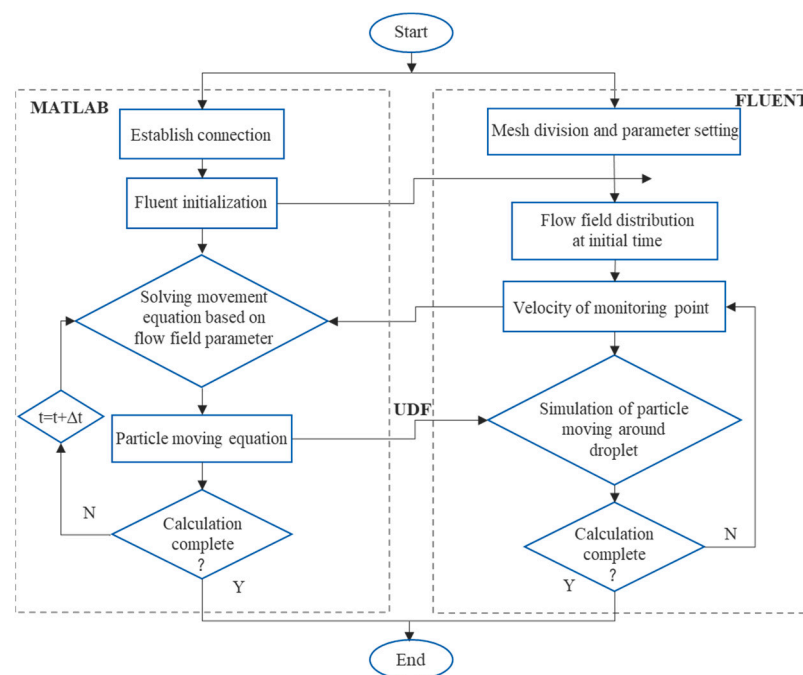 Start
MATLAB
Establish connection
Fluent initialization
Solving movement
equation based on
flow field parameter
t=t+Δt
Particle moving equation
N
Calculation
complete
?
Y
UDF
FLUENT
Mesh division and parameter setting
Flow field distribution
at initial time
Velocity of monitoring point
Simulation of particle
moving around
droplet
Calculation
complete
?
N
Y
End